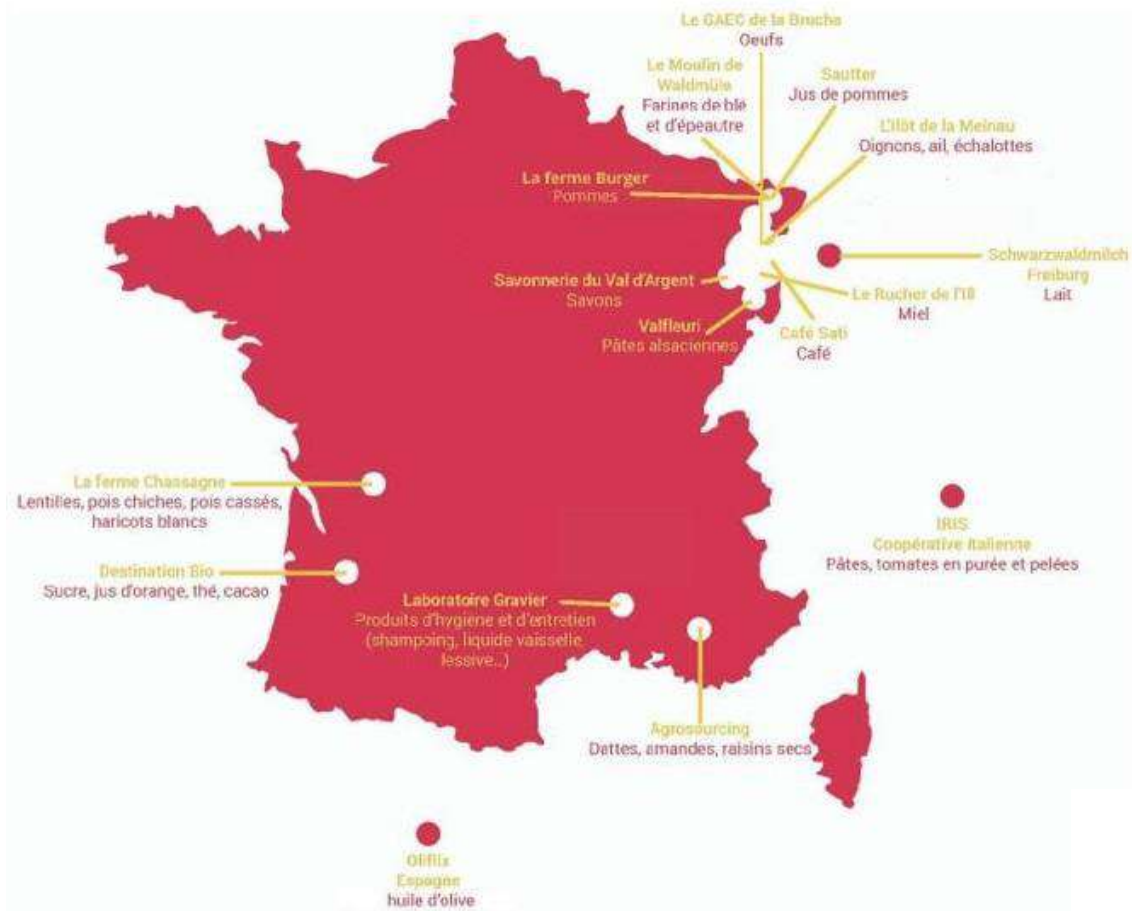 Le GAEC de la Brucha
Oeufs
Le Moulin de
Waldmüle
Farines de blé
et d'épeautre
Sautter
Jus de pommes
L'ilôt de la Meinau
Oignons, ail, échalottes
La ferme Burger
Pommes
Schwarzwaldmilch
Freiburg
Lait
Savonnerie du Val d'Argent
Savons
Le Rucher de l'Ill
Miel
Valfleuri
Pâtes alsaciennes
Café Sati
Café
La ferme Chassagne
Lentilles, pois chiches, pois cassés,
haricots blancs
IRIS
Coopérative Italienne
Pâtes, tomates en purée et pelées
Destination Bio
Sucre, jus d'orange, thé, cacao
Laboratoire Gravier
Produits d'hygiene et d'entretien
(shampoing, liquide vaisselle
lessive...)
Agrosourcing
Dattes, amandes, raisins secs
Oliflix
Espagne
huile d'olive